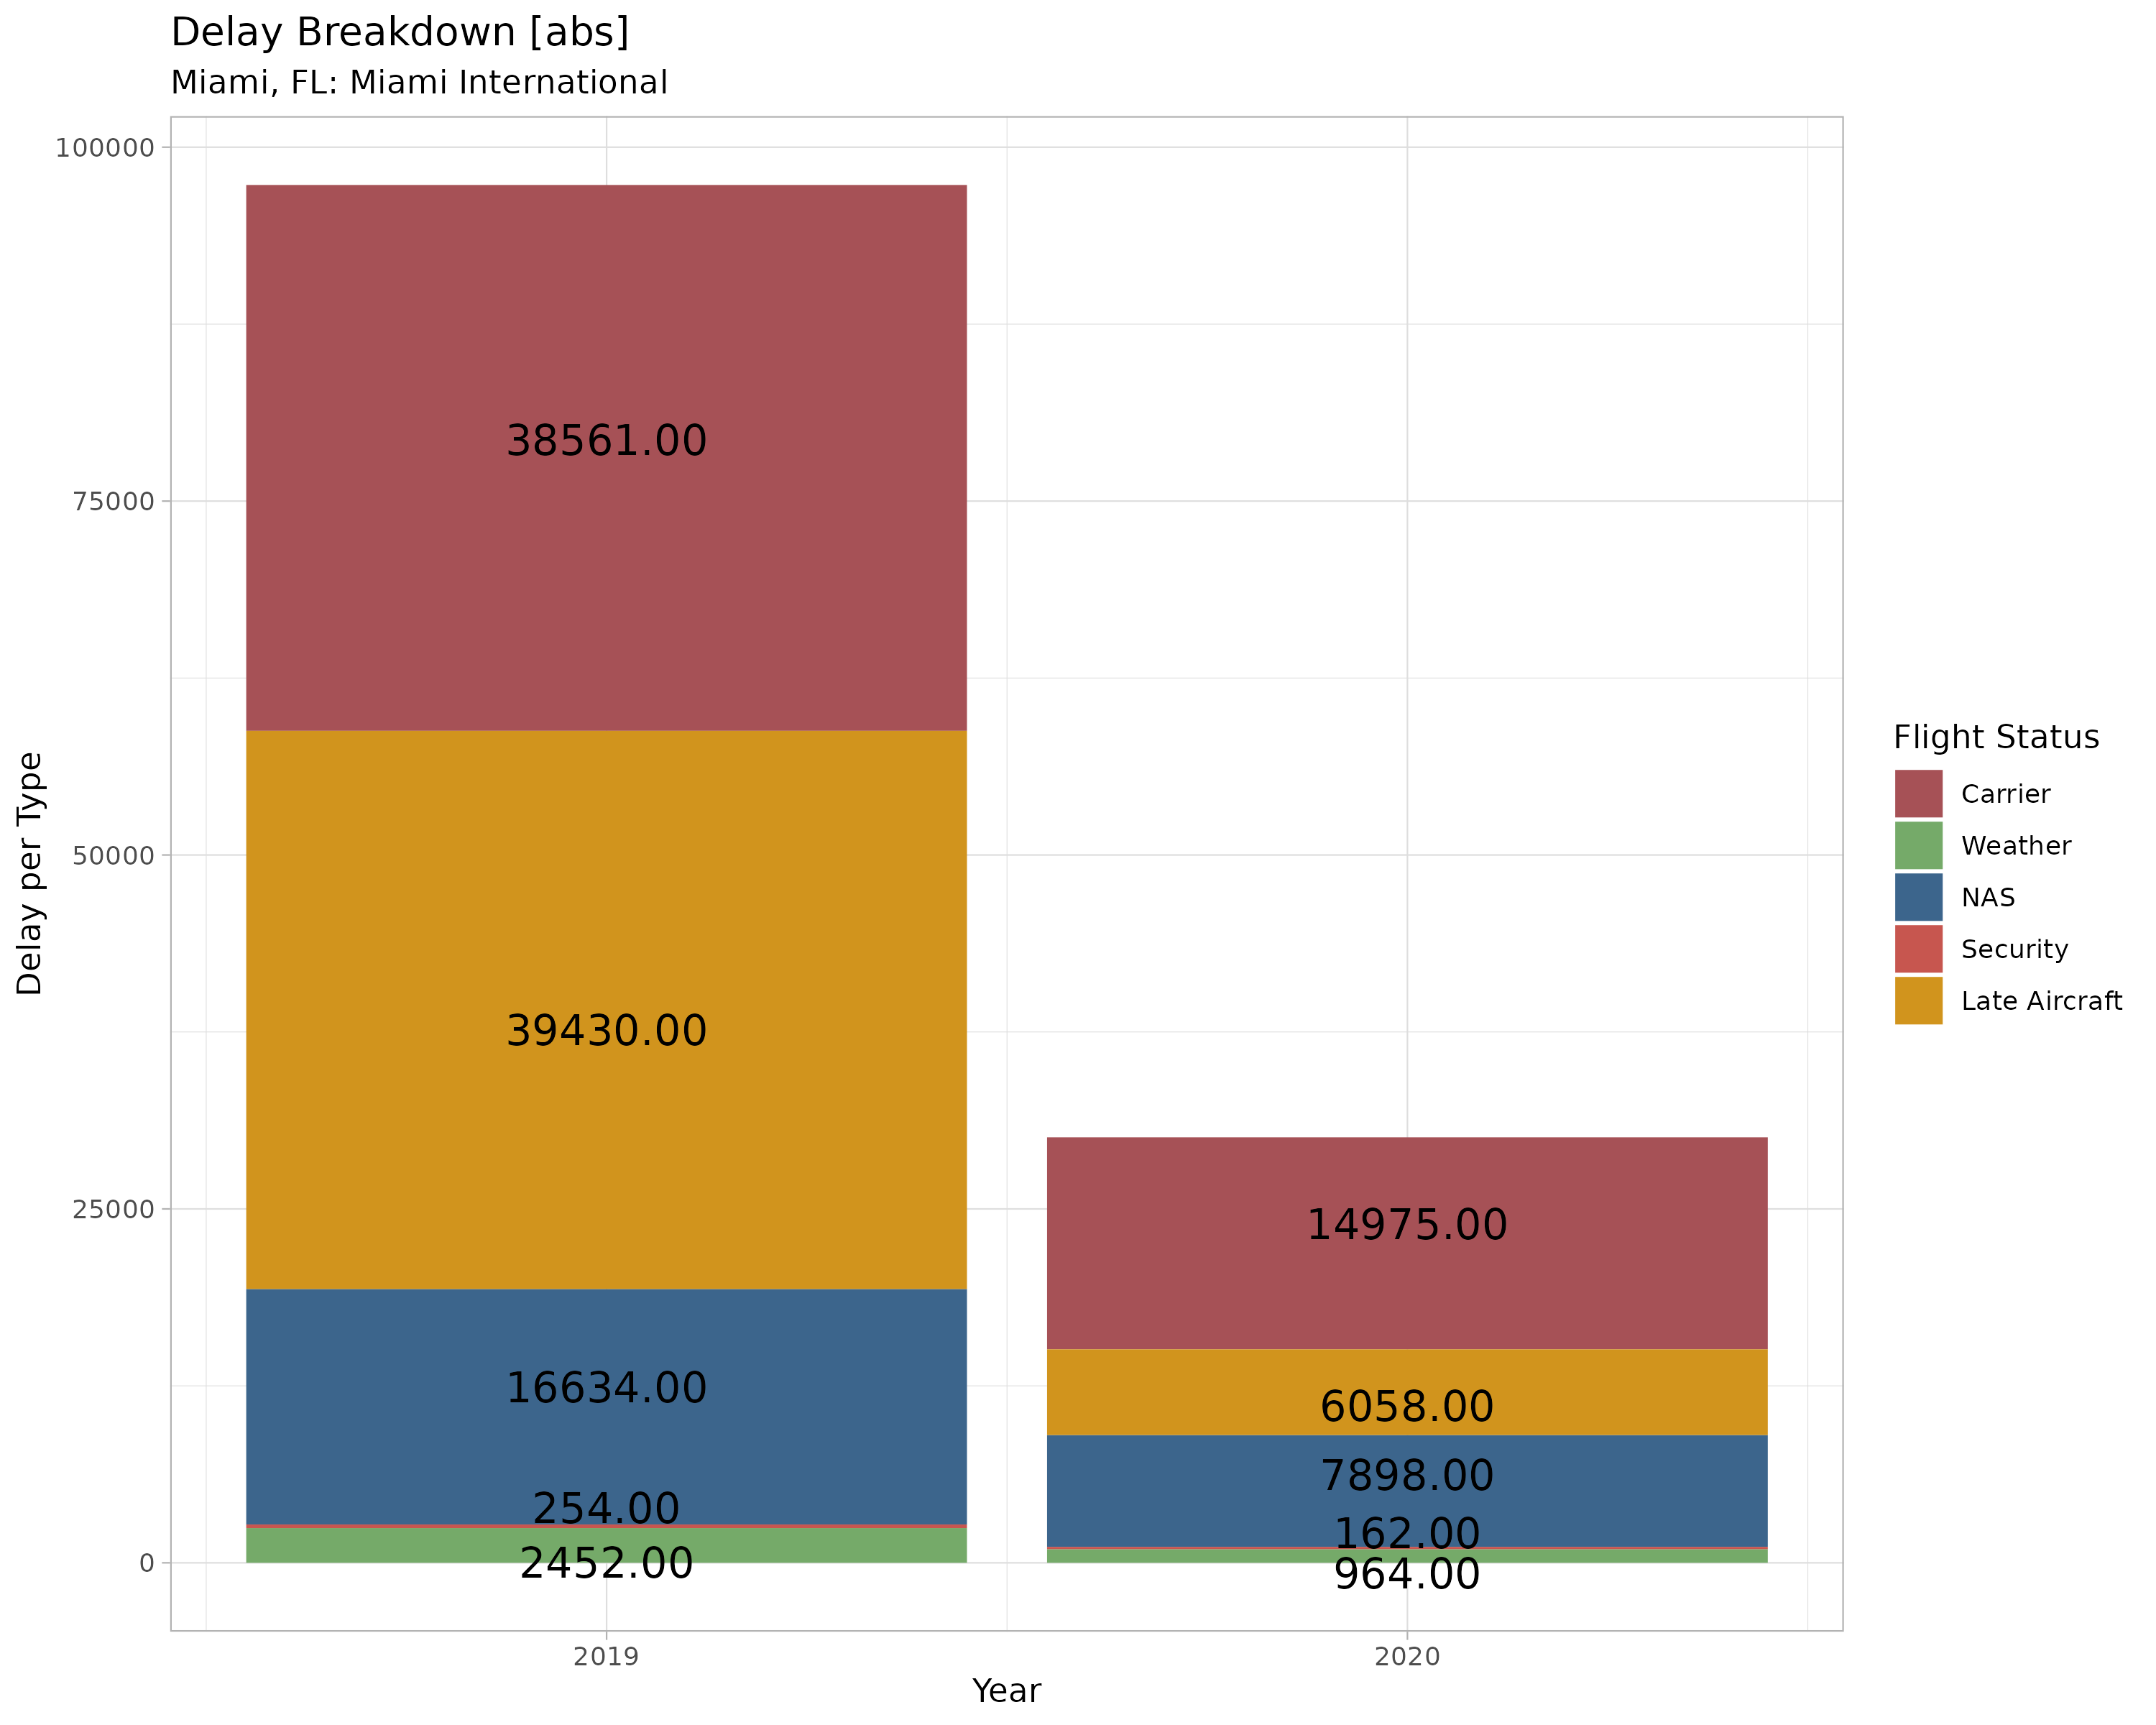 Delay Breakdown [abs]
Miami, FL: Miami International
100000
75000
50000
25000
0
Delay per Type
38561.00
39430.00
16634.00
254.00
2452.00
14975.00
6058.00
7898.00
162.00
964.00
2019
2020
Year
Flight Status
Carrier
Weather
NAS
Security
Late Aircraft